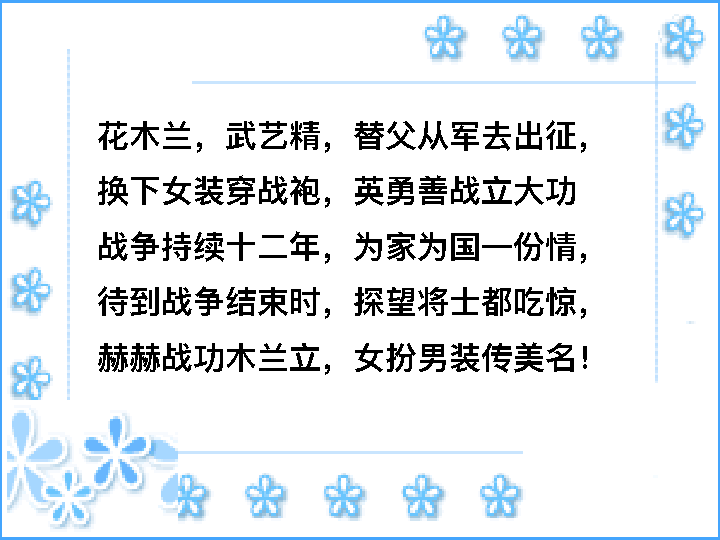 花木兰，武艺精，替父从军去出征，
换下女装穿战袍，英勇善战立大功
战争持续十二年，为家为国一份情，
待到战争结束时，探望将士都吃惊，
赫赫战功木兰立，女扮男装传美名！